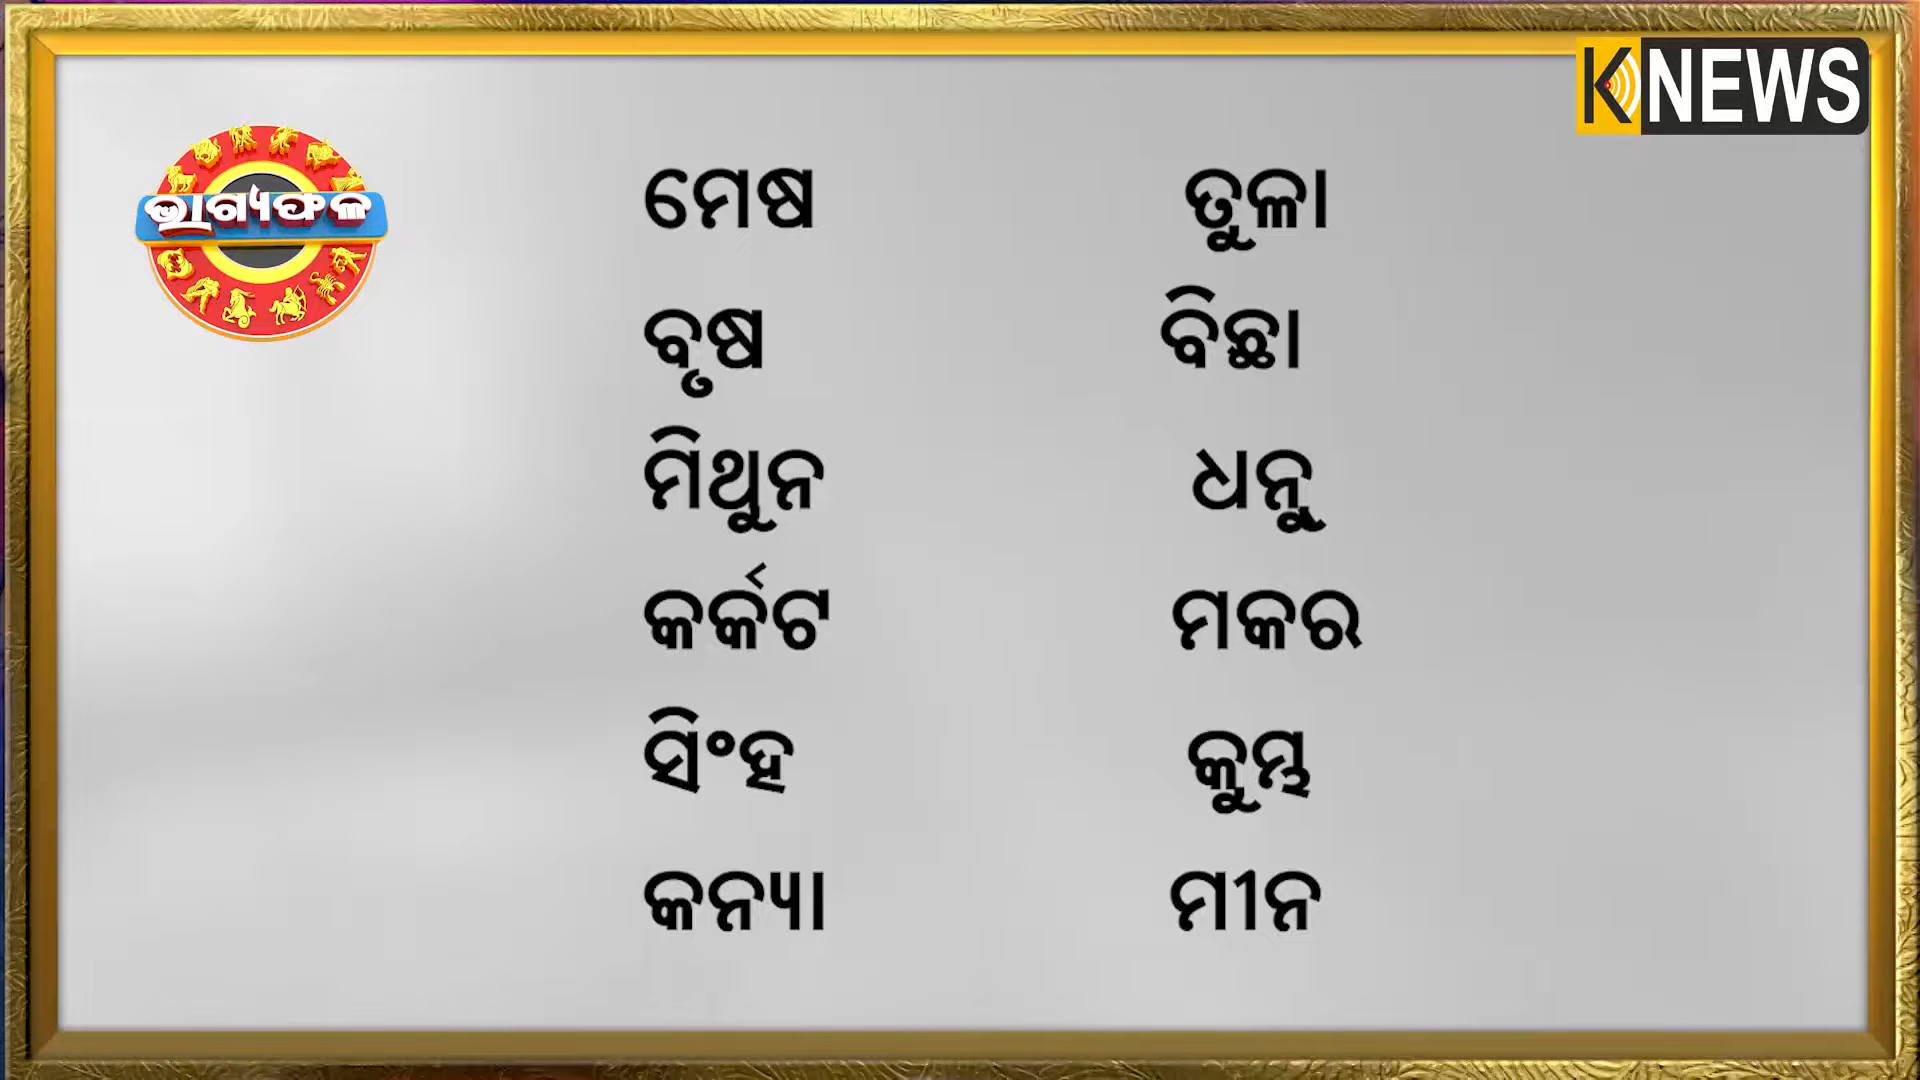 KNEWS
ଭାଗ୍ୟଫଳ
ମେଷ ତୁଳା
ବୃଷ ବିଛା
ମିଥୁନ ଧନୁ
କର୍କଟ ମକର
ସିଂହ କୁମ୍ଭ
କନ୍ୟା ମୀନ